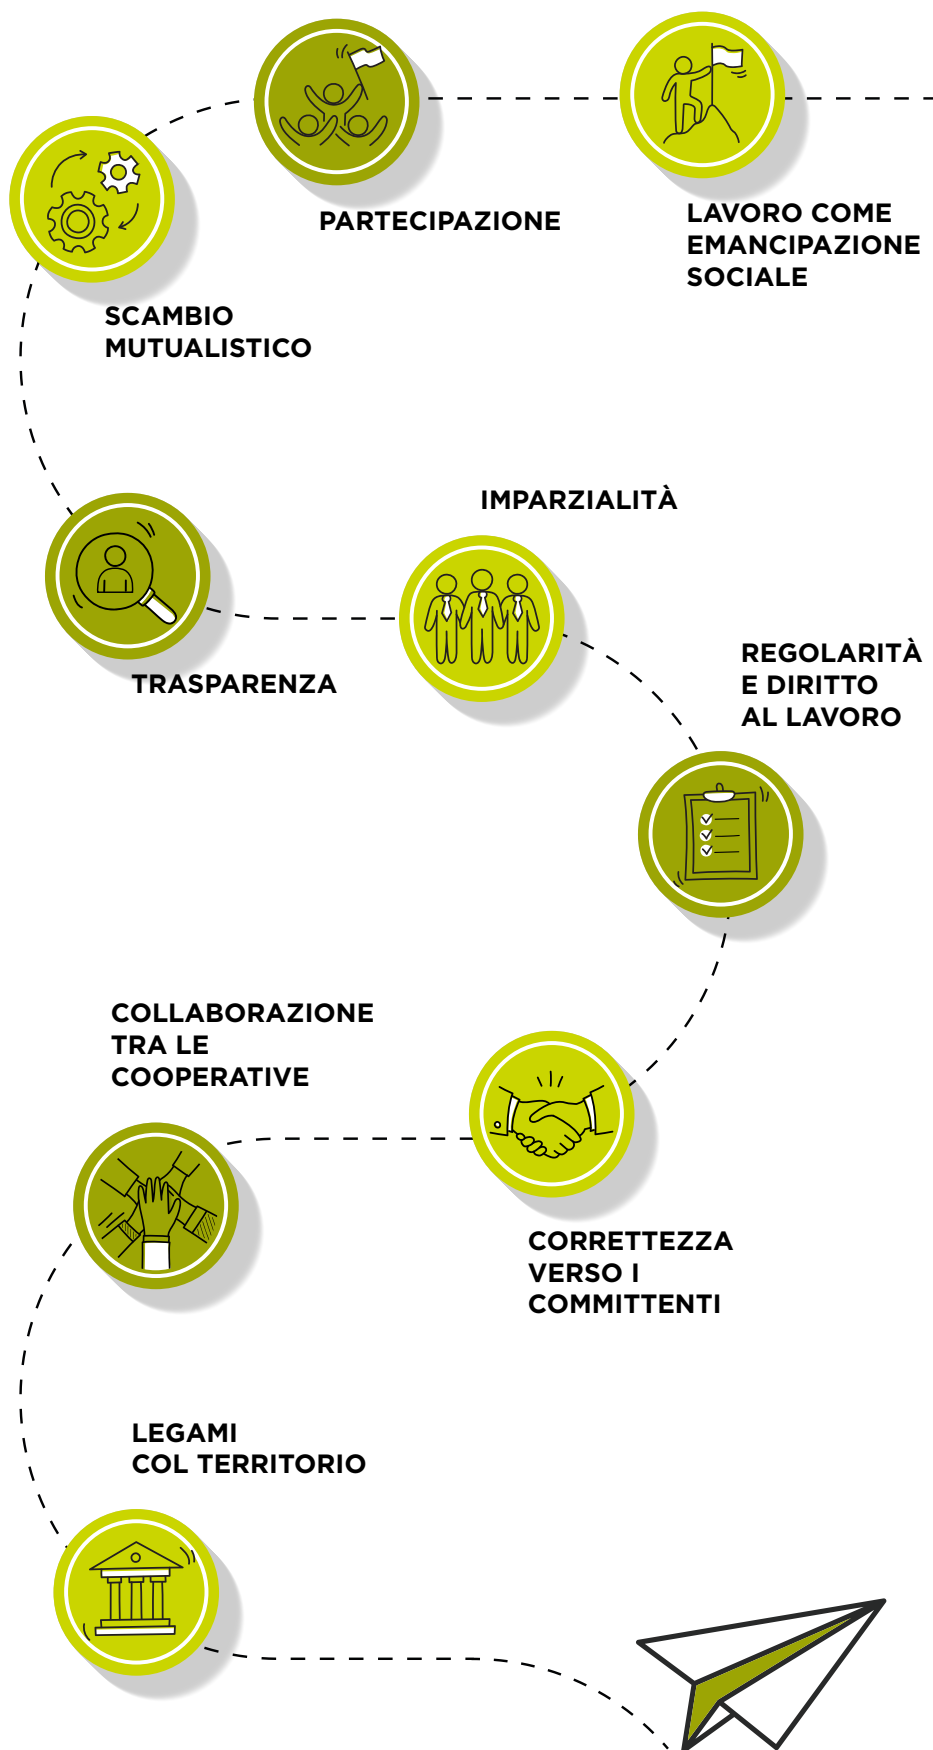 PARTECIPAZIONE
LAVORO COME
EMANCIPAZIONE
SOCIALE
SCAMBIO
MUTUALISTICO
IMPARZIALITÀ
TRASPARENZA
REGOLARITÀ
E DIRITTO
AL LAVORO
COLLABORAZIONE
TRA LE
COOPERATIVE
CORRETTEZZA
VERSO I
COMMITTENTI
LEGAMI
COL TERRITORIO